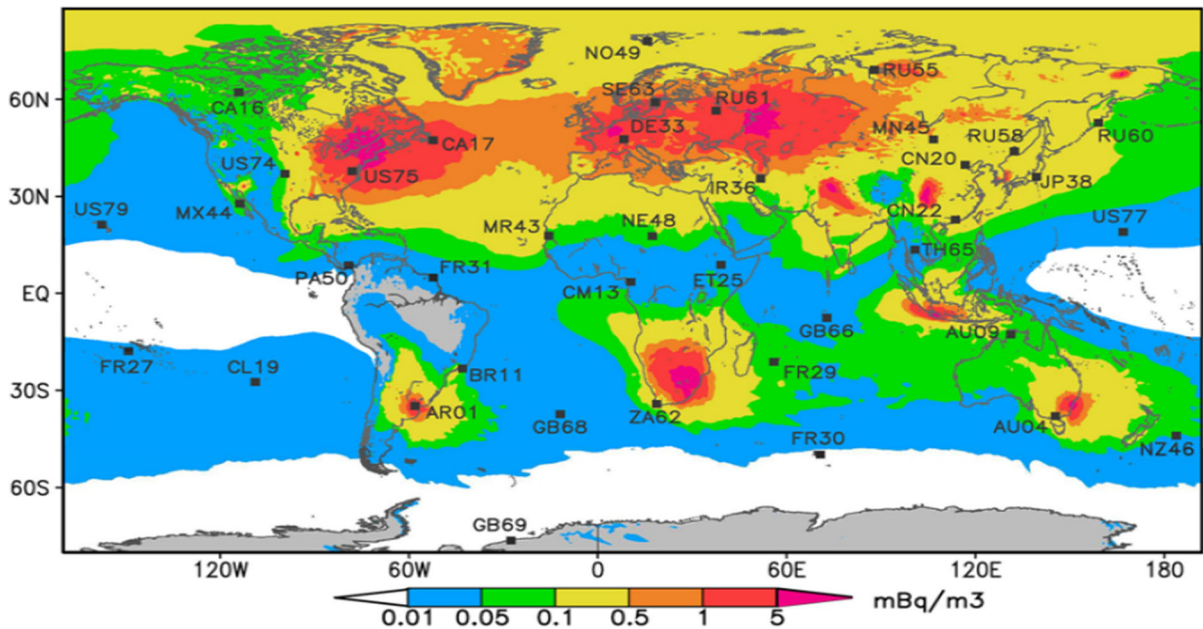 NO49
RU55
60N
CA16
SE63
RU61
DE33
MN45
RU58
RU60
US74
CA17
CN20
US75
IR36
JP38
30N
MX44
CN22
US79
MR43
NE48
US77
PA50
FR31
TH65
ET25
CM13
EQ
GB66
AU09
FR27
CL19
BR11
FR29
30S
AR01
GB68
ZA62
AU04
FR30
NZ46
60S
GB69
120W 60W 0 60E 120E 180
0.01 0.05 0.1 0.5 1 5 mBq/m3